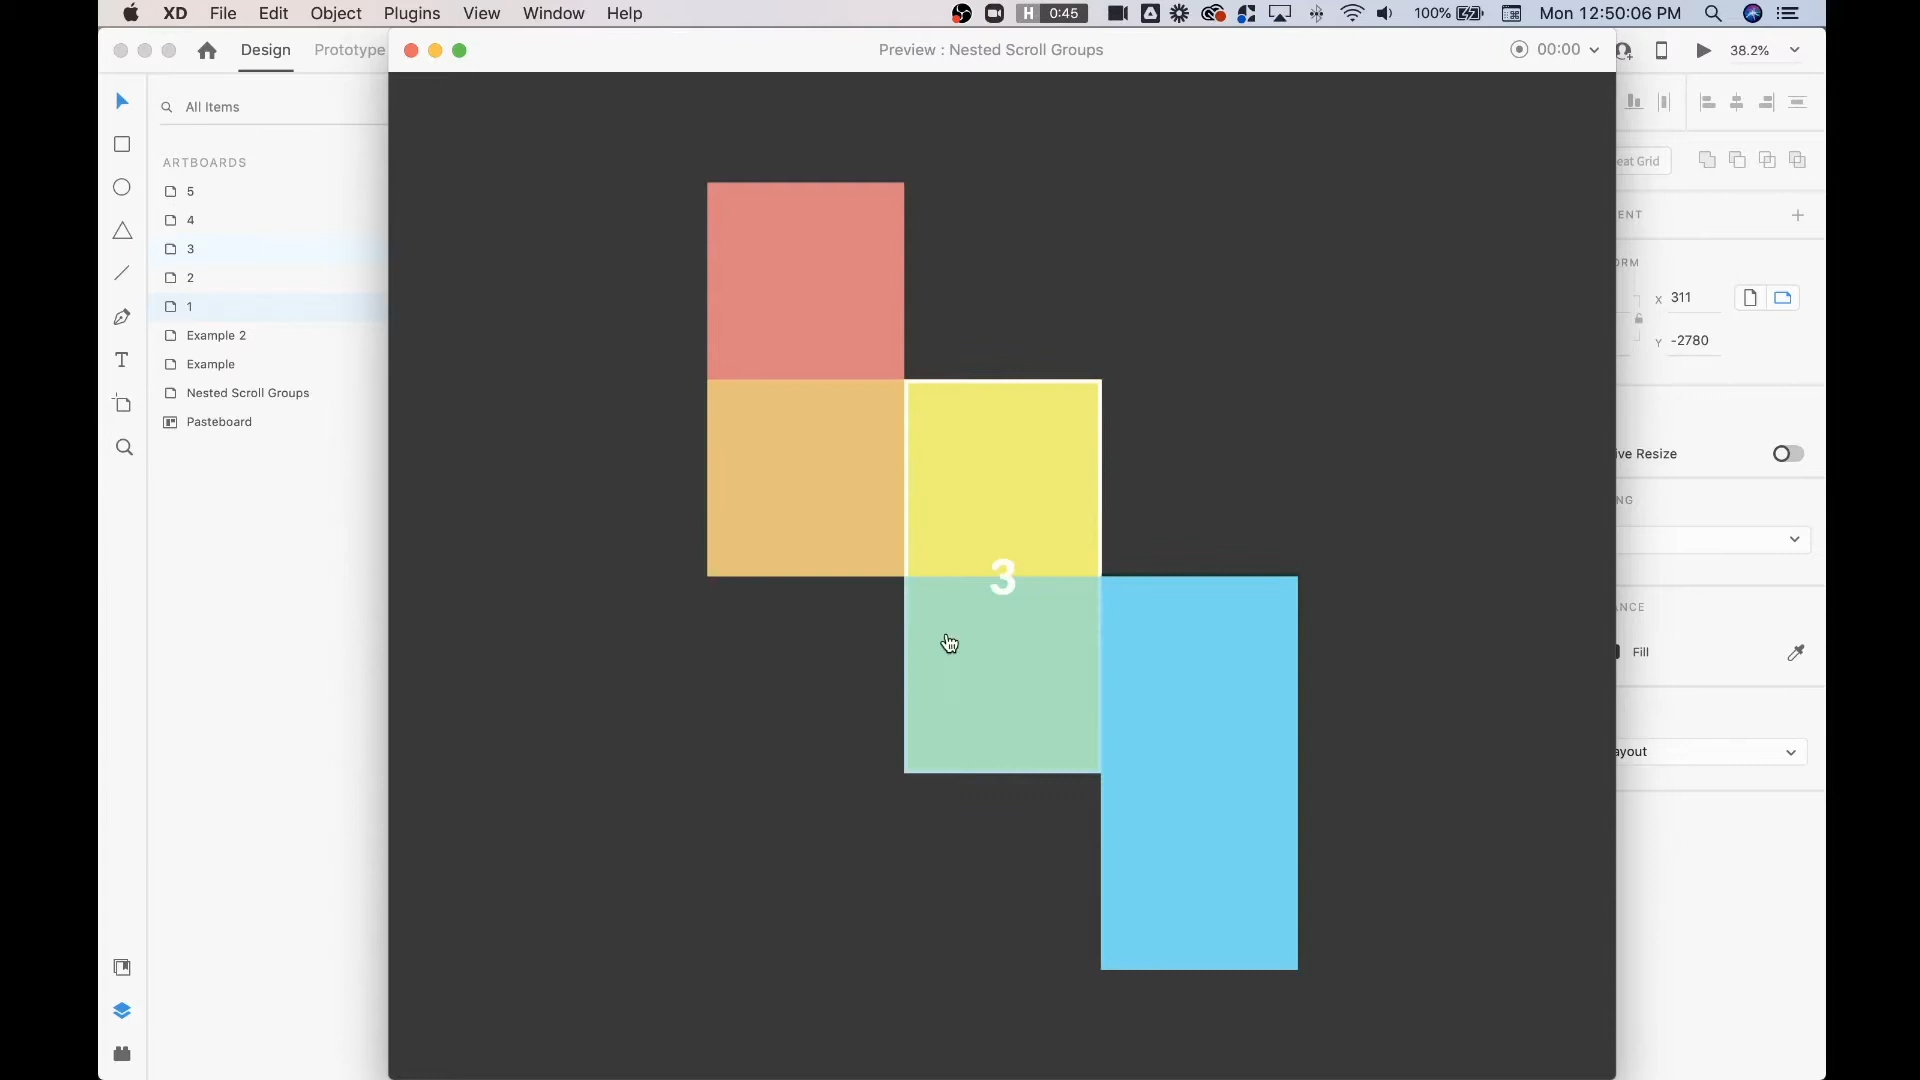 XD File Edit Object Plugins View Window Help H 0:45 100% Mon 12:50:06 PM
Design Prototype Preview : Nested Scroll Groups 00:00 38.2%
All Items
eat Grid
ARTBOARDS
5
4
3
2
1
Example 2
Example
Nested Scroll Groups
Pasteboard
ENT
ORM
X 311
Y -2780
ve Resize
NG
3
NCE
Fill
ayout